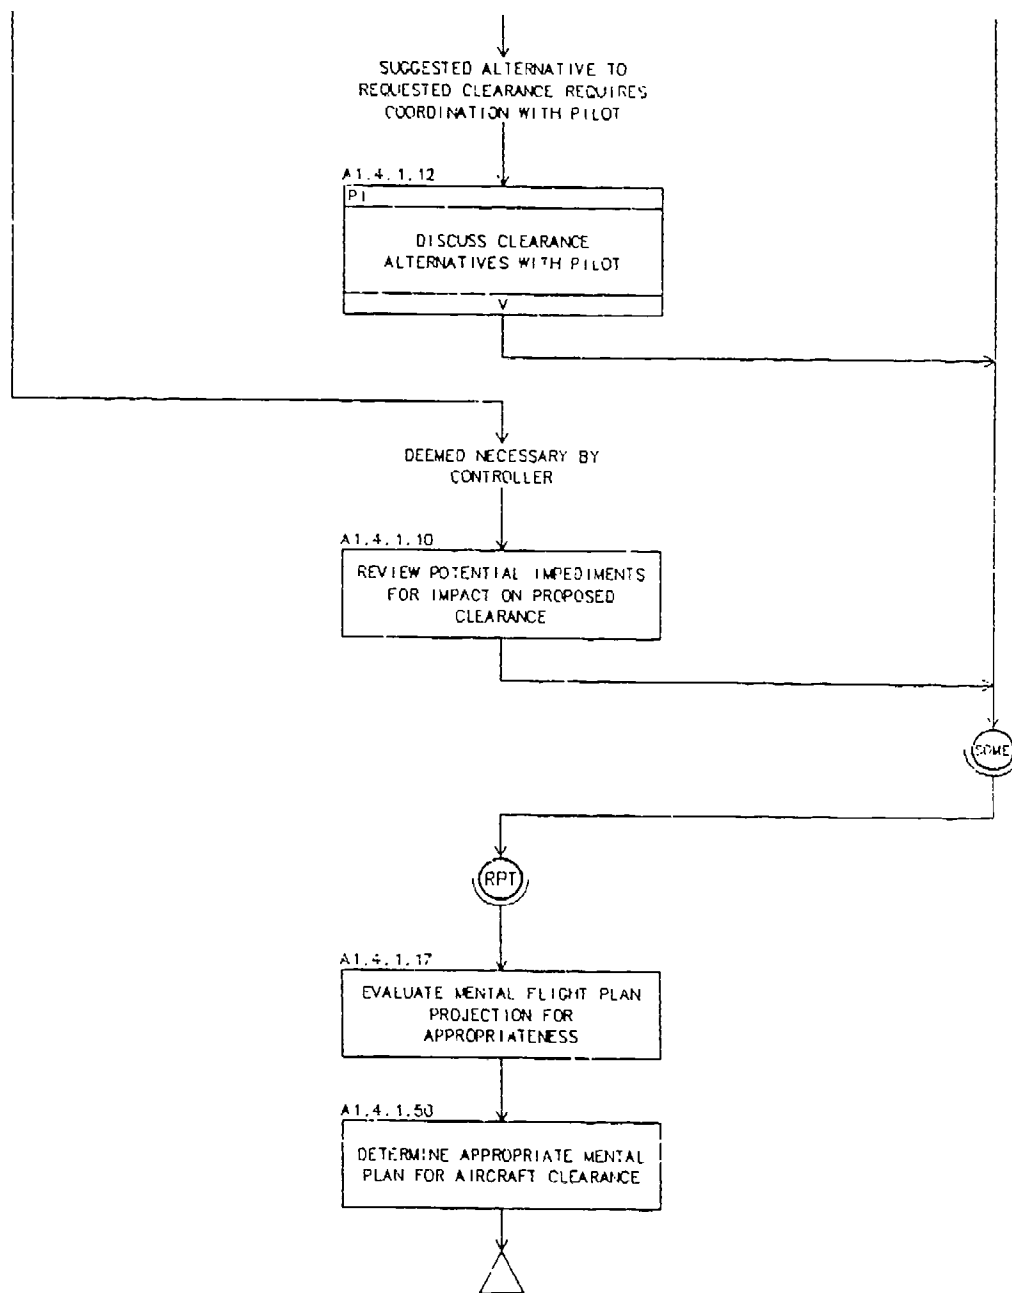 SUGGESTED ALTERNATIVE TO
REQUESTED CLEARANCE REQUIRES
COORDINATION WITH PILOT
A1.4.1.12
PI
DISCUSS CLEARANCE
ALTERNATIVES WITH PILOT
V
DEEMED NECESSARY BY
CONTROLLER
A1.4.1.10
REVIEW POTENTIAL IMPEDIMENTS
FOR IMPACT ON PROPOSED
CLEARANCE
SOME
RPT
A1.4.1.17
EVALUATE MENTAL FLIGHT PLAN
PROJECTION FOR
APPROPRIATENESS
A1.4.1.50
DETERMINE APPROPRIATE MENTAL
PLAN FOR AIRCRAFT CLEARANCE